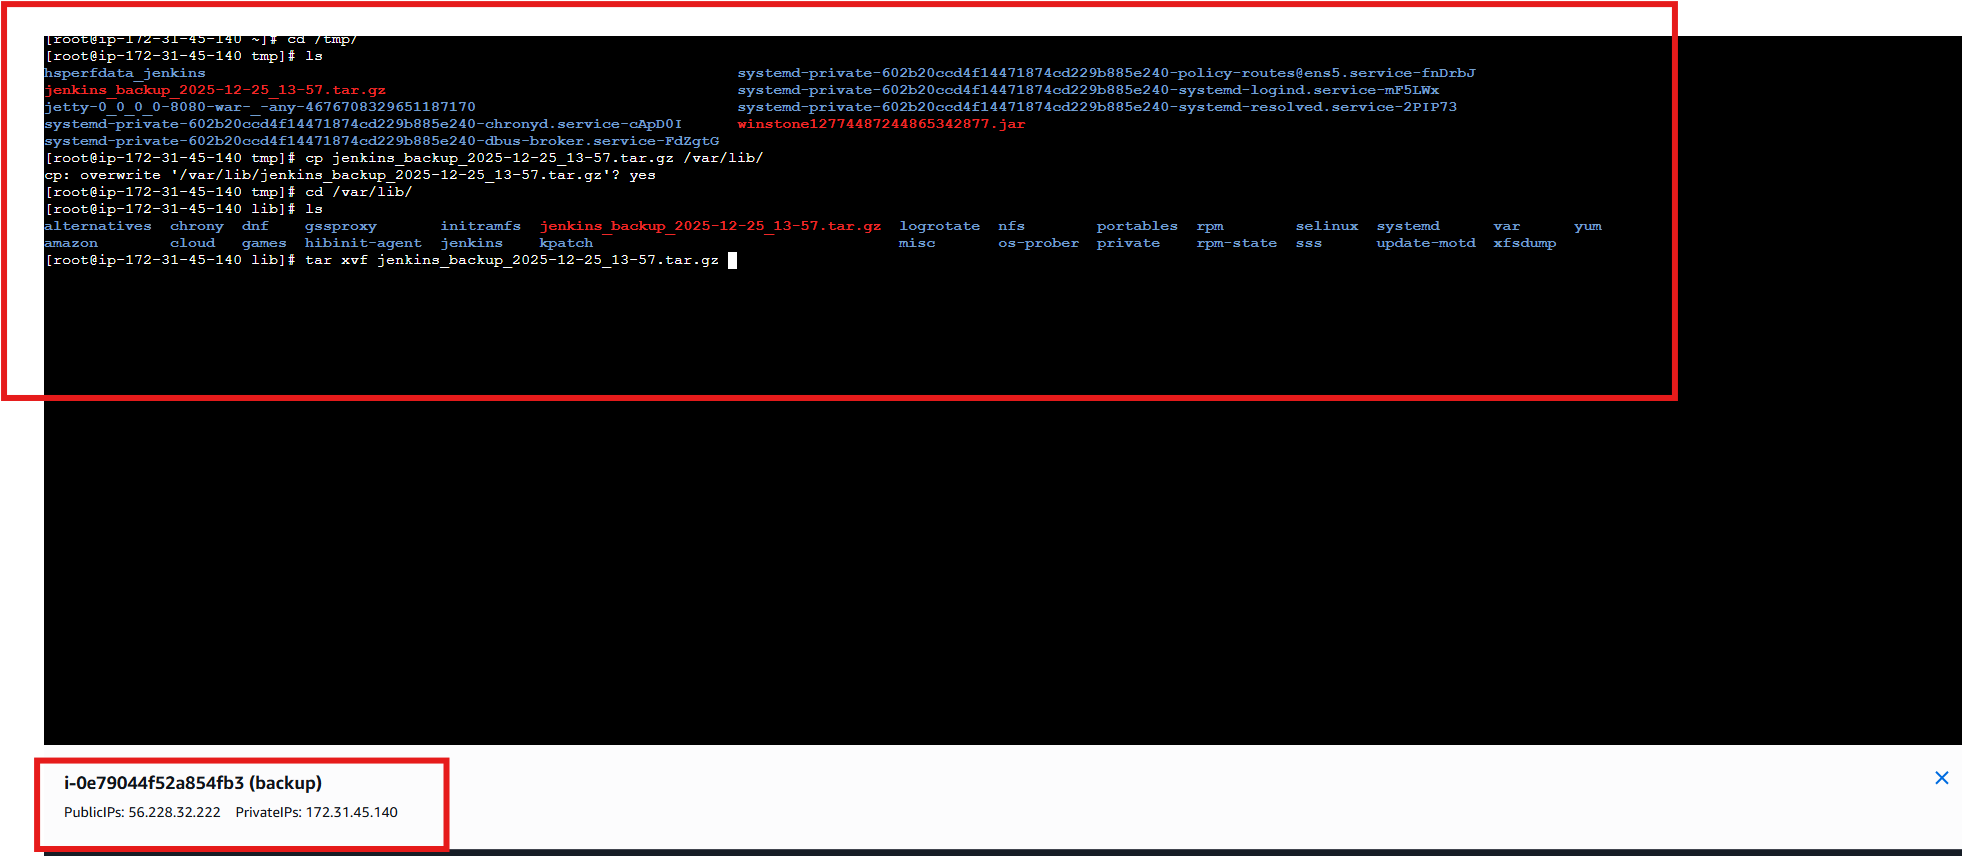 [root@ip-172-31-45-140 ~]# cd /tmp/
[root@ip-172-31-45-140 tmp]# ls
hsperfdata_jenkins systemd-private-602b20ccd4f14471874cd229b885e240-policy-routes@ens5.service-fnDrbJ
jenkins_backup_2025-12-25_13-57.tar.gz systemd-private-602b20ccd4f14471874cd229b885e240-systemd-logind.service-mF5LWx
jetty-0_0_0_0-8080-war-_-any-4676708329651187170 systemd-private-602b20ccd4f14471874cd229b885e240-systemd-resolved.service-2PIP73
systemd-private-602b20ccd4f14471874cd229b885e240-chronyd.service-cApD0I winstone12774487244865342877.jar
systemd-private-602b20ccd4f14471874cd229b885e240-dbus-broker.service-FdZgtG
[root@ip-172-31-45-140 tmp]# cp jenkins_backup_2025-12-25_13-57.tar.gz /var/lib/
cp: overwrite '/var/lib/jenkins_backup_2025-12-25_13-57.tar.gz'? yes
[root@ip-172-31-45-140 tmp]# cd /var/lib/
[root@ip-172-31-45-140 lib]# ls
alternatives chrony dnf gssproxy initramfs jenkins_backup_2025-12-25_13-57.tar.gz logrotate nfs portables rpm selinux systemd var yum
amazon cloud games hibinit-agent jenkins kpatch misc os-prober private rpm-state sss update-motd xfsdump
[root@ip-172-31-45-140 lib]# tar xvf jenkins_backup_2025-12-25_13-57.tar.gz
i-0e79044f52a854fb3 (backup)
PublicIPs: 56.228.32.222 PrivateIPs: 172.31.45.140